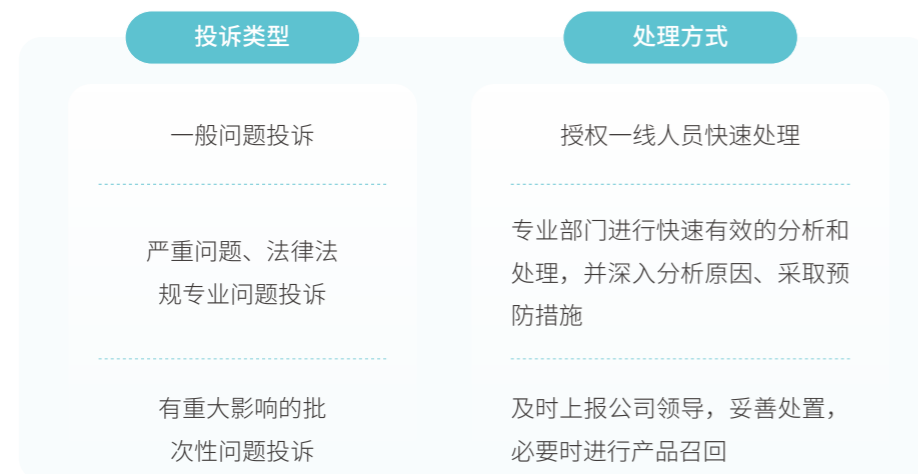 投诉类型
处理方式
一般问题投诉
授权一线人员快速处理
严重问题、法律法
规专业问题投诉
专业部门进行快速有效的分析和
处理，并深入分析原因、采取预
防措施
有重大影响的批
次性问题投诉
及时上报公司领导，妥善处置，
必要时进行产品召回